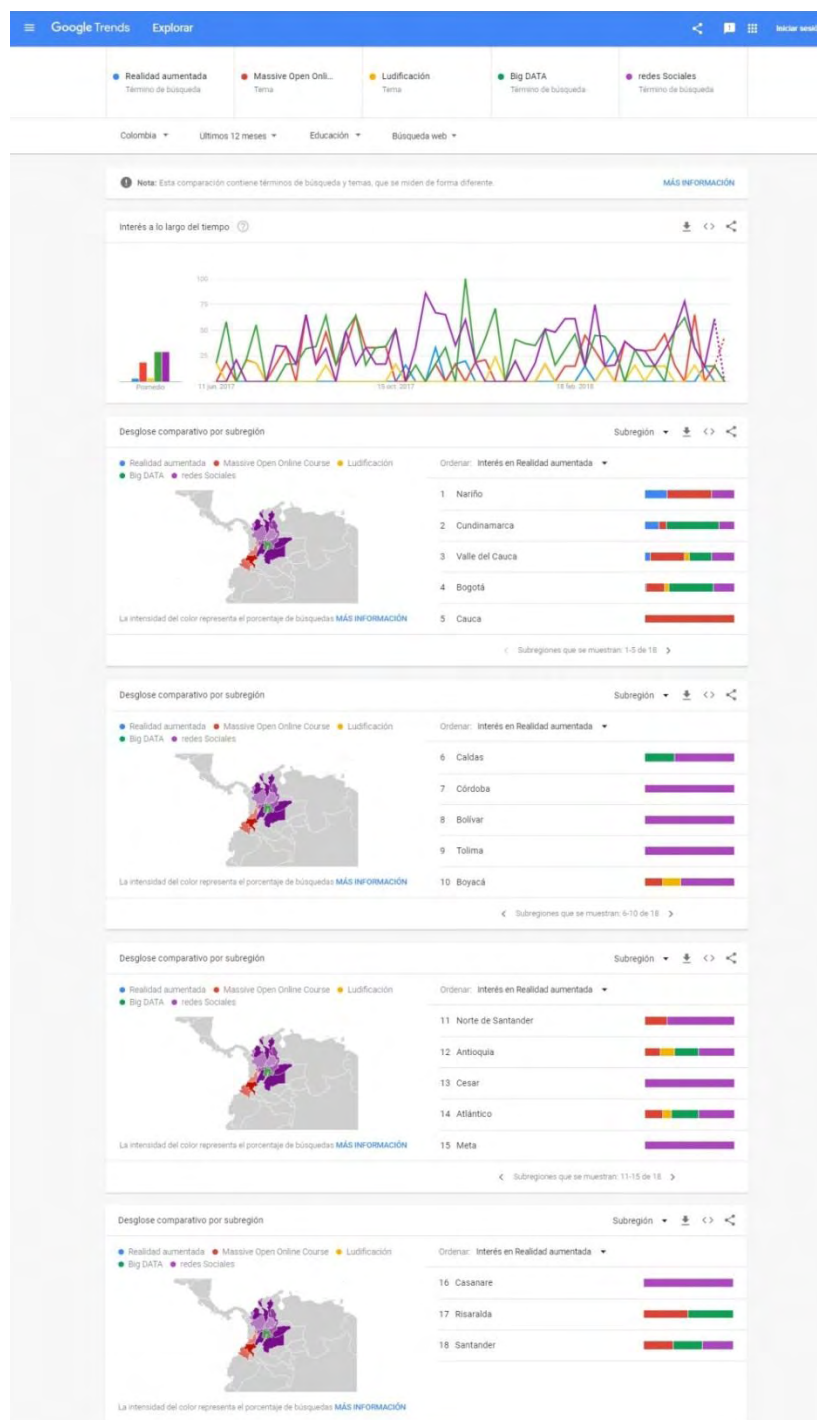 Google Trends Explorar Iniciar sesi
Realidad aumentada
Término de búsqueda
Massive Open Onli...
Tema
Ludificación
Tema
Big DATA
Término de búsqueda
redes Sociales
Término de búsqueda
Colombia Últimos 12 meses Educación Búsqueda web
Nota: Esta comparación contiene términos de búsqueda y temas, que se miden de forma diferente. MÁS INFORMACIÓN
Interés a lo largo del tiempo
100
75
50
25
Promedio 11 jun. 2017 15 oct. 2017 18 feb. 2018
Desglose comparativo por subregión Subregión
Realidad aumentada Massive Open Online Course Ludificación
Big DATA redes Sociales
Ordenar: Interés en Realidad aumentada
1 Nariño
2 Cundinamarca
3 Valle del Cauca
4 Bogotá
5 Cauca
La intensidad del color representa el porcentaje de búsquedas MÁS INFORMACIÓN
Subregiones que se muestran: 1-5 de 18
Desglose comparativo por subregión Subregión
Realidad aumentada Massive Open Online Course Ludificación
Big DATA redes Sociales
Ordenar: Interés en Realidad aumentada
6 Caldas
7 Córdoba
8 Bolívar
9 Tolima
10 Boyacá
La intensidad del color representa el porcentaje de búsquedas MÁS INFORMACIÓN
Subregiones que se muestran: 6-10 de 18
Desglose comparativo por subregión Subregión
Realidad aumentada Massive Open Online Course Ludificación
Big DATA redes Sociales
Ordenar: Interés en Realidad aumentada
11 Norte de Santander
12 Antioquia
13 Cesar
14 Atlántico
15 Meta
La intensidad del color representa el porcentaje de búsquedas MÁS INFORMACIÓN
Subregiones que se muestran: 11-15 de 18
Desglose comparativo por subregión Subregión
Realidad aumentada Massive Open Online Course Ludificación
Big DATA redes Sociales
Ordenar: Interés en Realidad aumentada
16 Casanare
17 Risaralda
18 Santander
La intensidad del color representa el porcentaje de búsquedas MÁS INFORMACIÓN